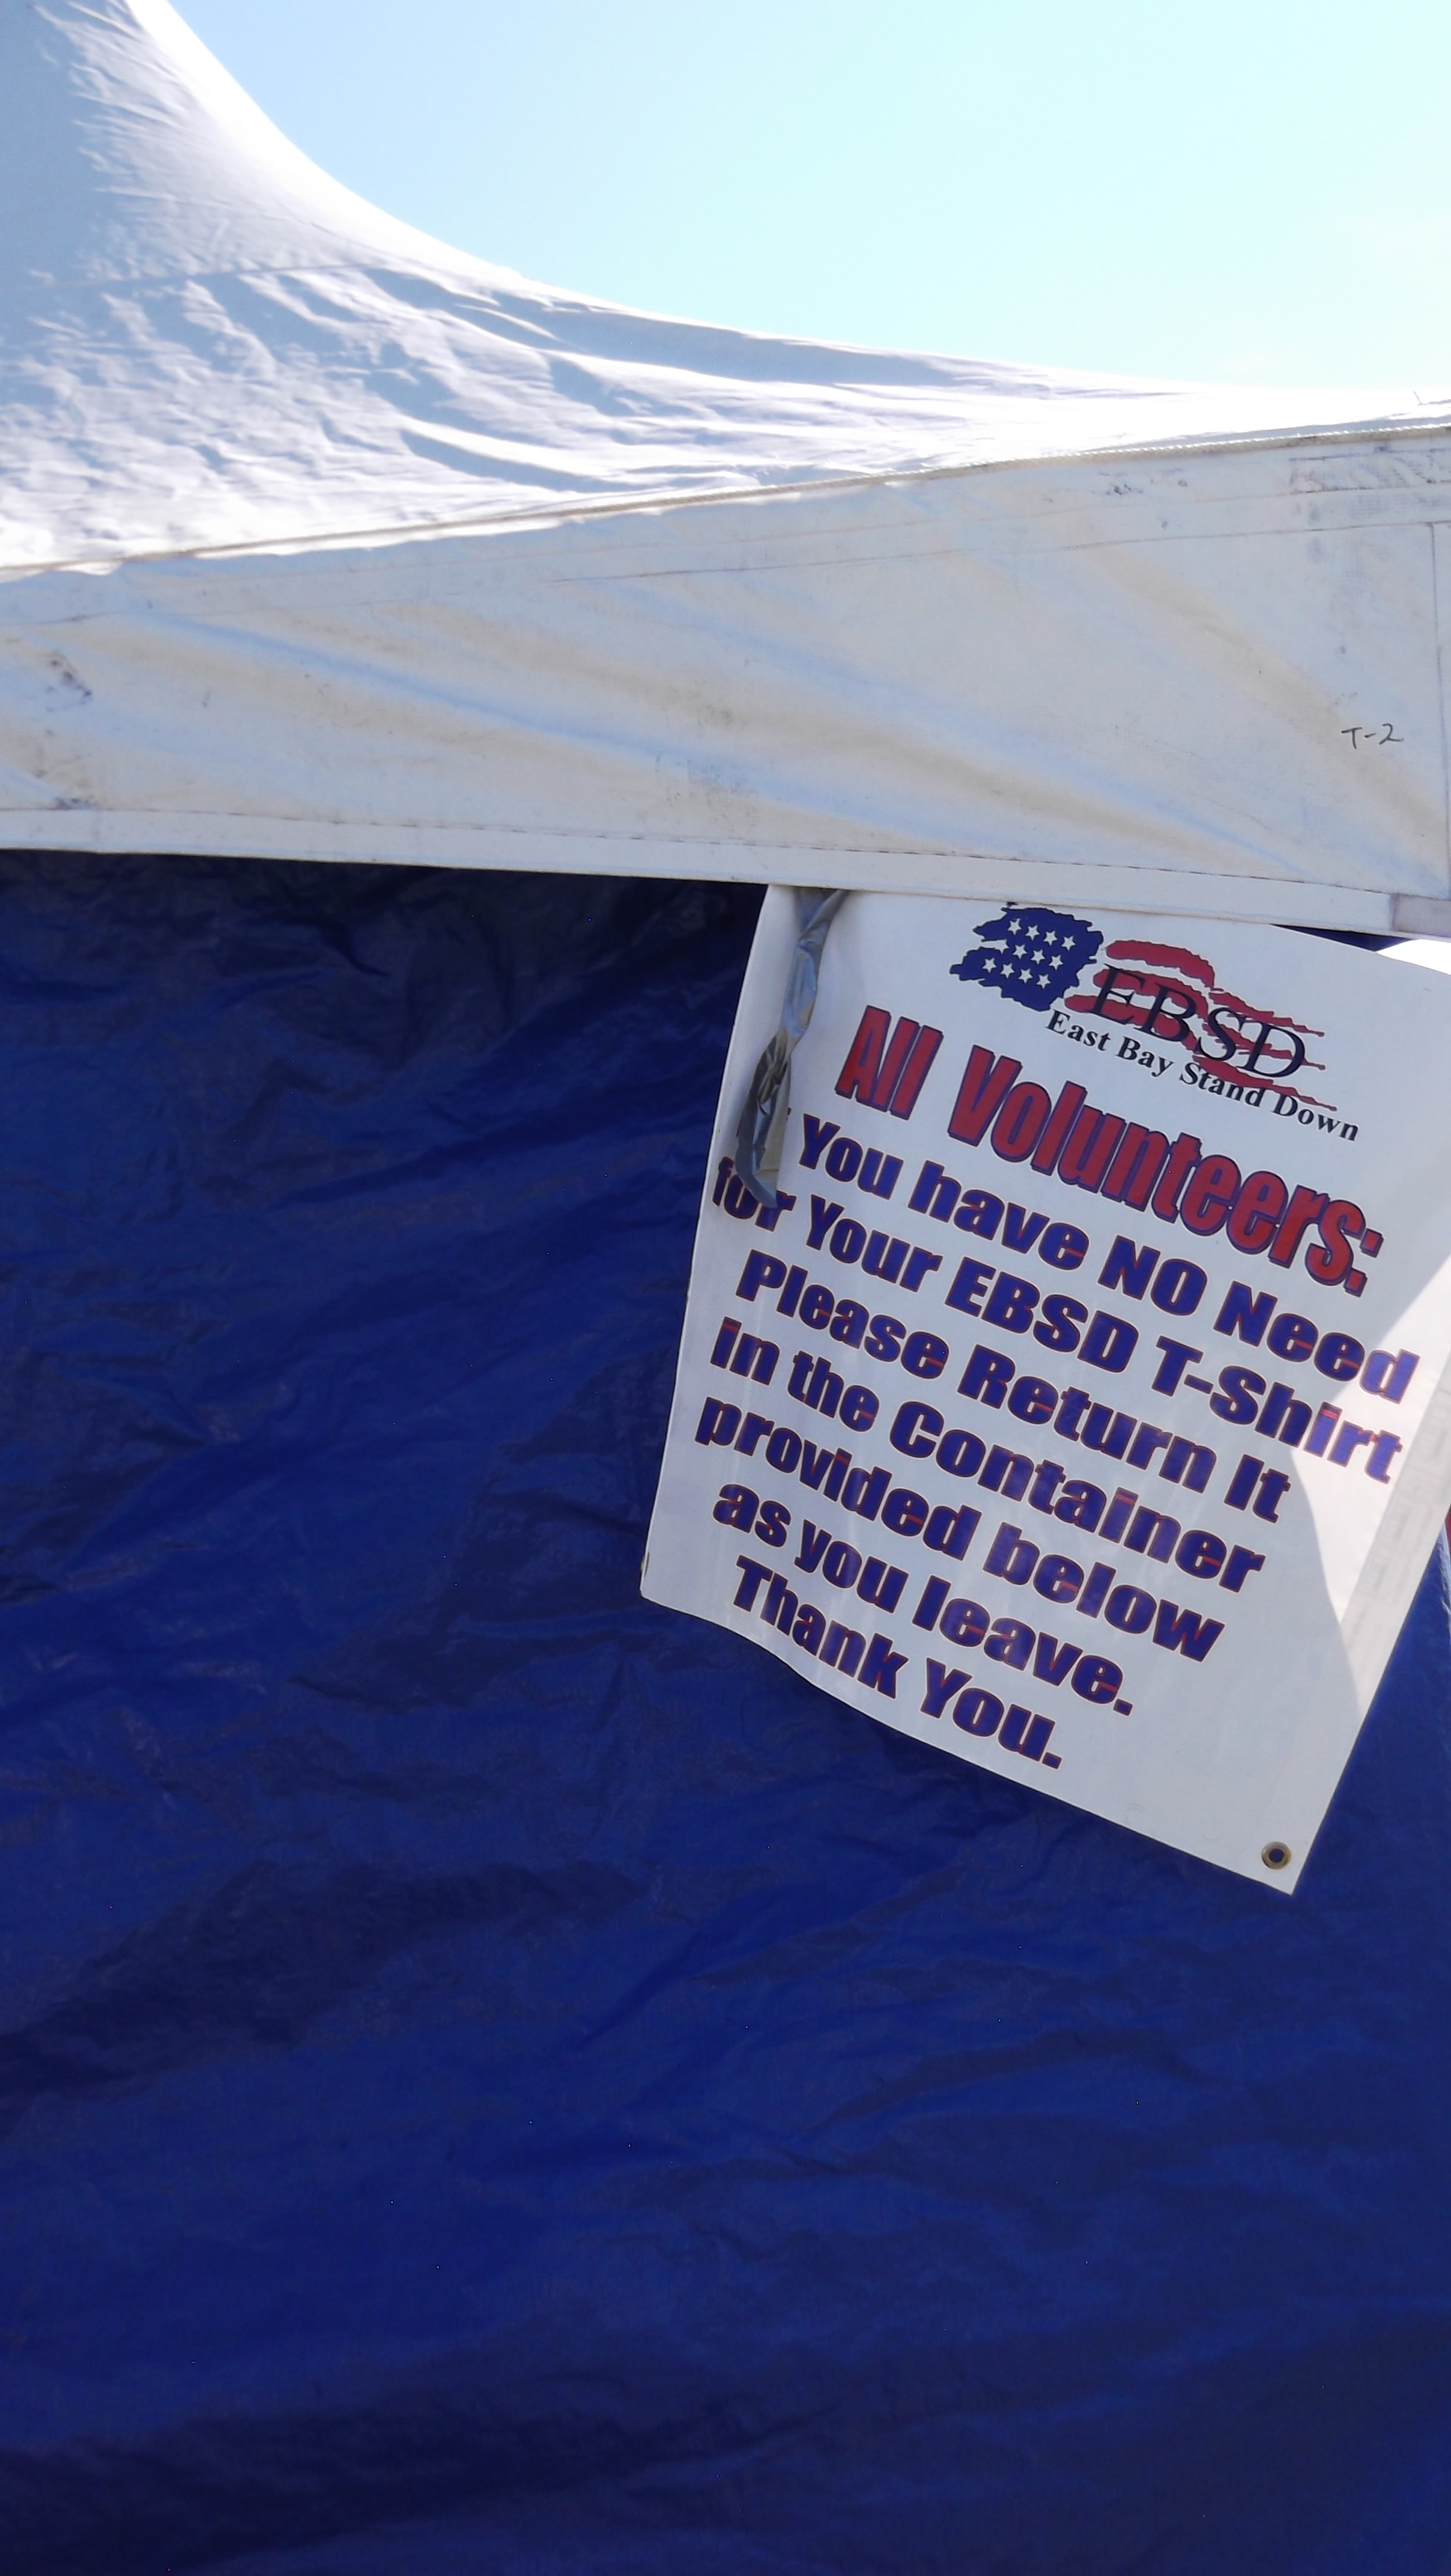 T-2
EBSD
East Bay Stand Down
All Volunteers:
You have NO Need
for Your EBSD T-Shirt
Please Return It
in the Container
provided below
as you leave.
Thank You.